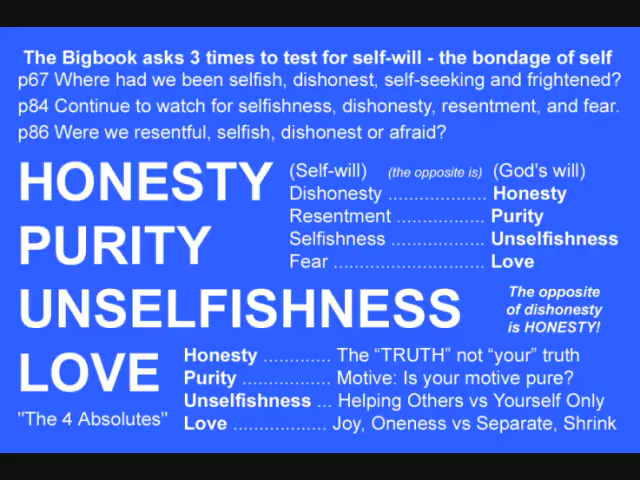 The Bigbook asks 3 times to test for self-will - the bondage of self
p67 Where had we been selfish, dishonest, self-seeking and frightened?
p84 Continue to watch for selfishness, dishonesty, resentment, and fear.
p86 Were we resentful, selfish, dishonest or afraid?
HONESTY
PURITY
UNSELFISHNESS
LOVE
"The 4 Absolutes"
(Self-will) (the opposite is) (God's will)
Dishonesty .................. Honesty
Resentment ................ Purity
Selfishness ................. Unselfishness
Fear ........................... Love
The opposite
of dishonesty
is HONESTY!
Honesty ............. The “TRUTH” not “your” truth
Purity ................. Motive: Is your motive pure?
Unselfishness ... Helping Others vs Yourself Only
Love .................. Joy, Oneness vs Separate, Shrink